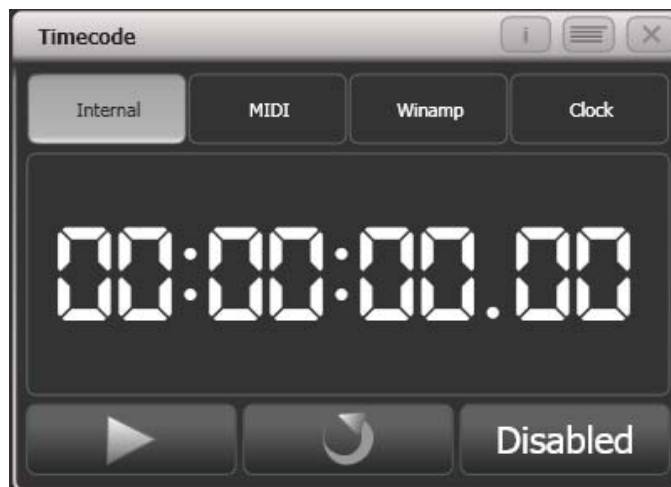 Timecode
i
Internal MIDI Winamp Clock
00:00:00.00
Disabled